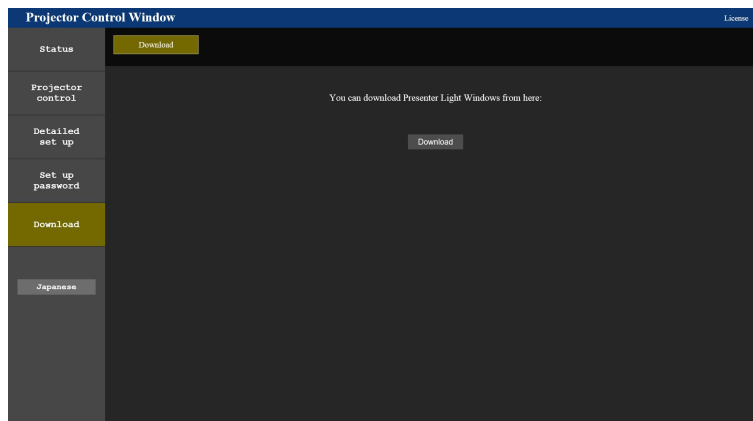 Projector Control Window
License
Status
Download
Projector
control
You can download Presenter Light Windows from here:
Detailed
set up
Download
Set up
password
Download
Japanese